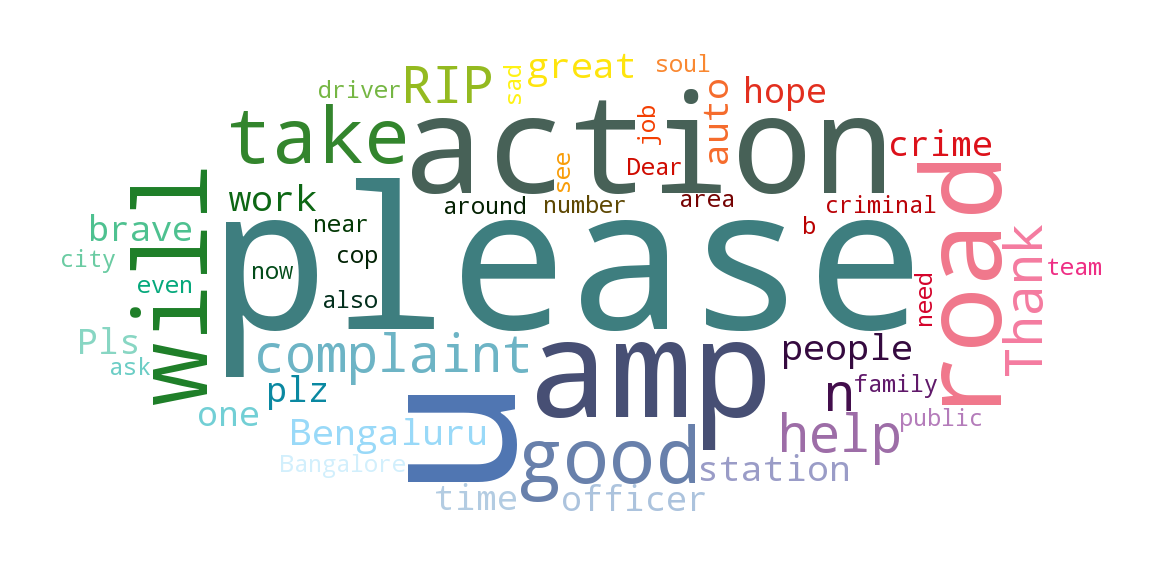 soul
great
sad
RIP
driver
hope
auto
action
take
job
crime
Dear
see
road
work
will
please
around
number
area
criminal
near
b
brave
cop
city
now
team
Thank
even
also
need
Pls
complaint
amp
people
ask
plz
n
family
one
u
Bengaluru
good
help
public
Bangalore
station
time
officer